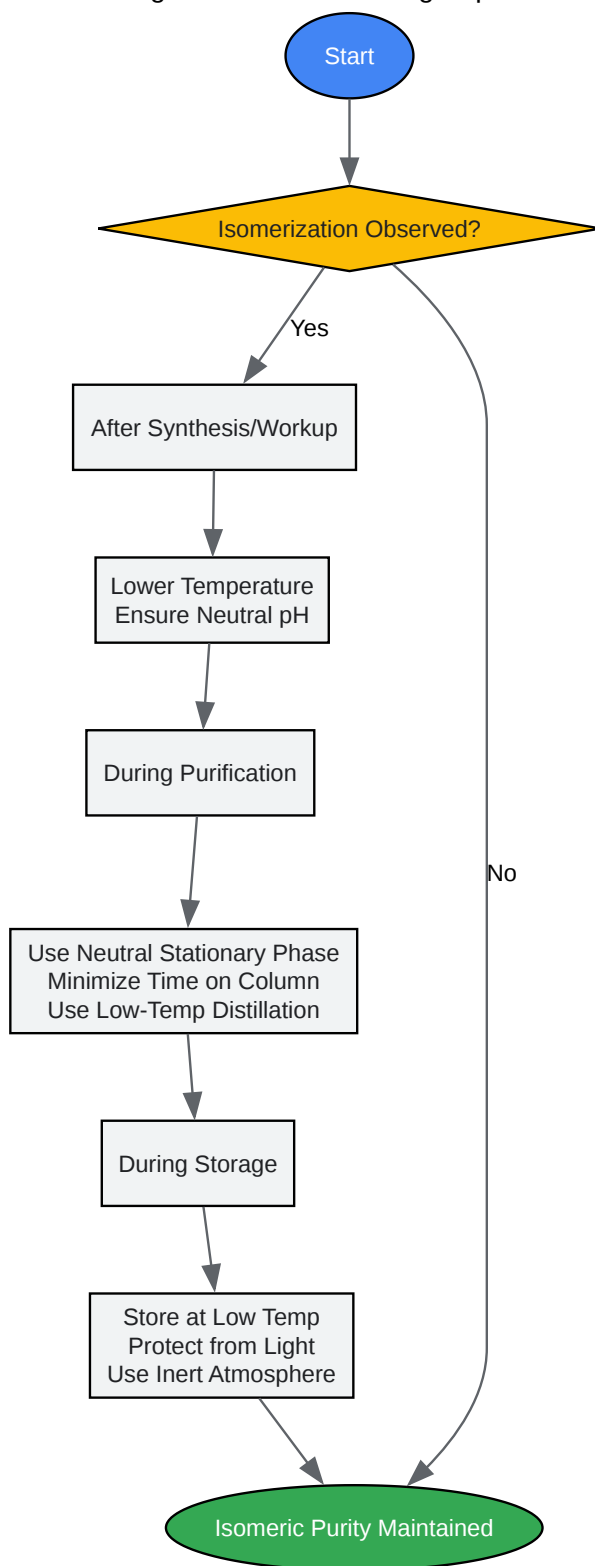 Start
Isomerization Observed?
Yes
After Synthesis/Workup
Lower Temperature
Ensure Neutral pH
During Purification
No
Use Neutral Stationary Phase
Minimize Time on Column
Use Low-Temp Distillation
During Storage
Store at Low Temp
Protect from Light
Use Inert Atmosphere
Isomeric Purity Maintained